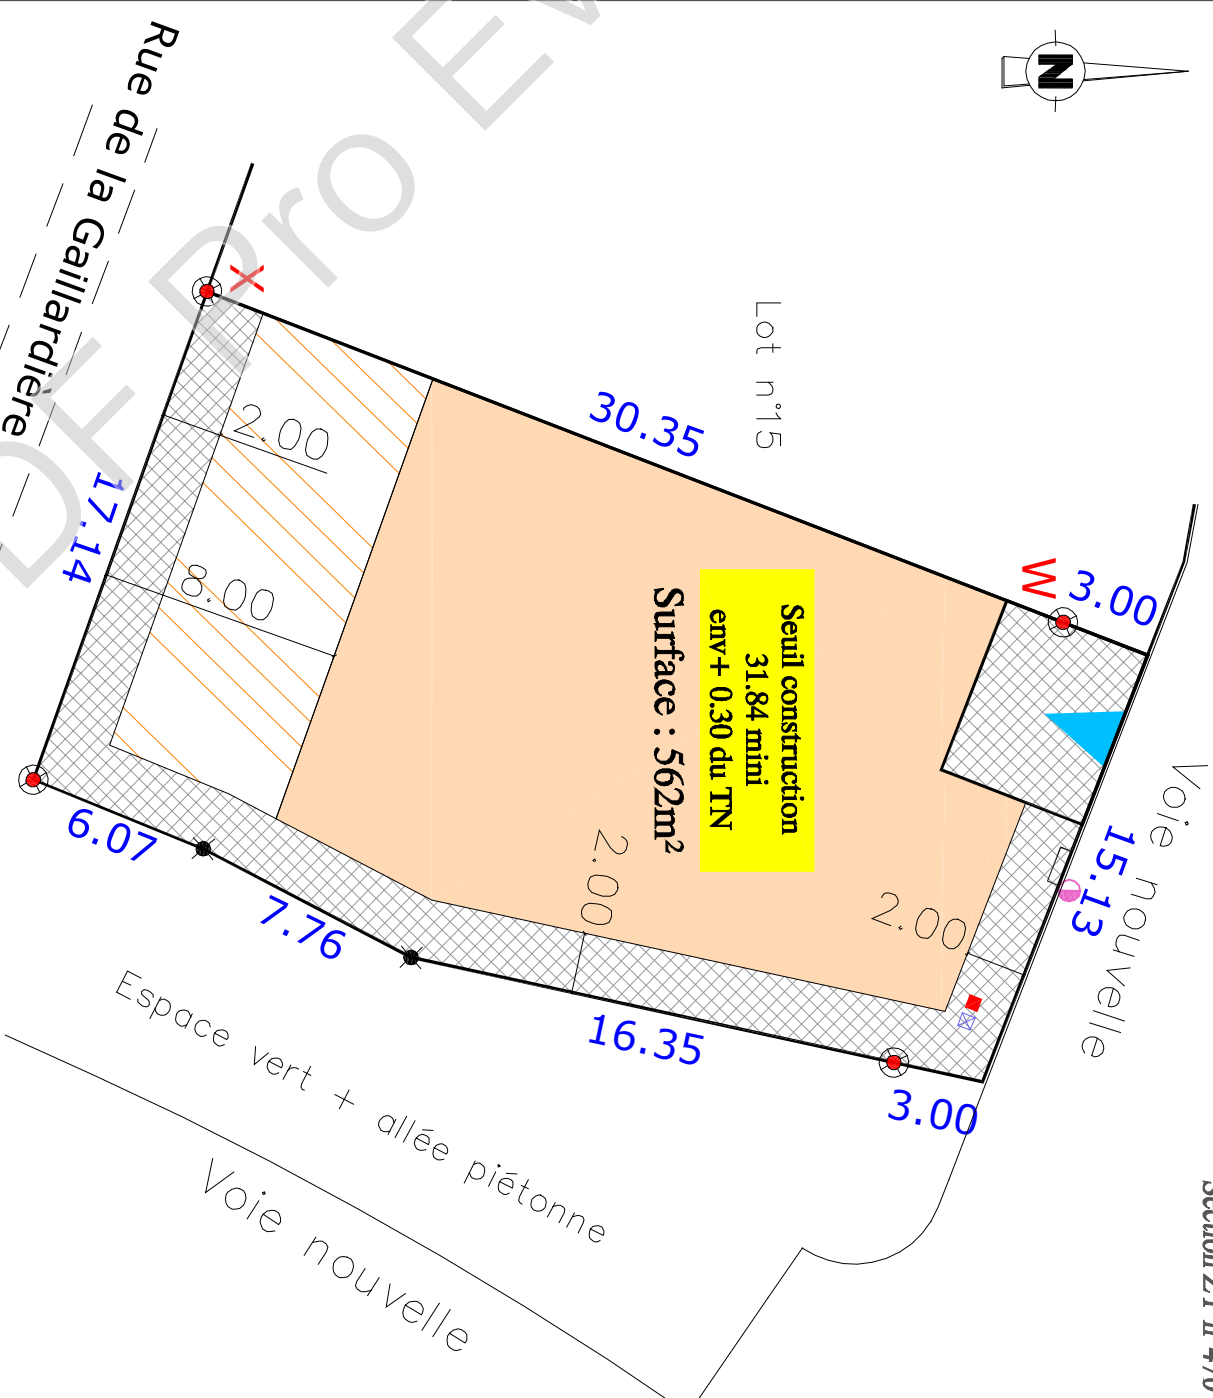 N
Rue de la Gaillardière
X
2.00
8.00
17.14
Lot n°15
30.35
W
3.00
Seuil construction
31.84 mini
env+ 0.30 du TN
Surface : 562m²
Voie nouvelle
15.13
2.00
2.00
6.07
7.76
16.35
3.00
Espace vert + allée piétonne
Voie nouvelle
DF Pro